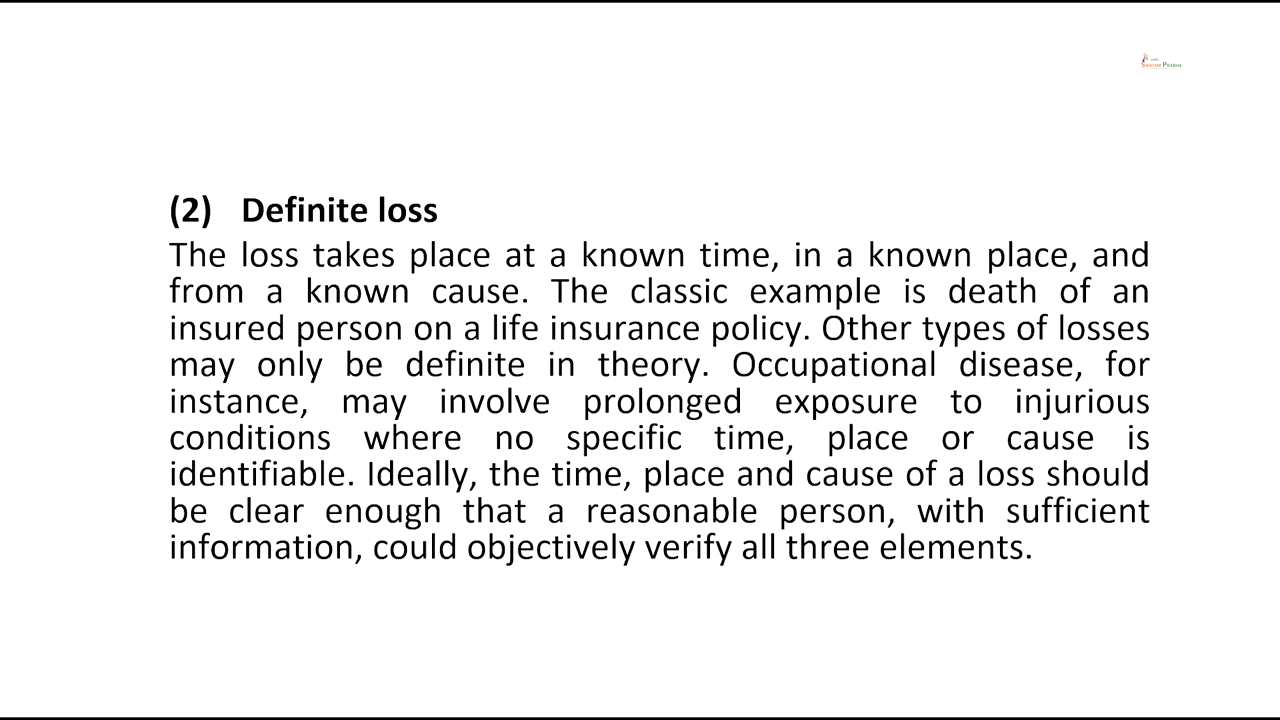 Swayam Prabha
(2) Definite loss
The loss takes place at a known time, in a known place, and
from a known cause. The classic example is death of an
insured person on a life insurance policy. Other types of losses
may only be definite in theory. Occupational disease, for
instance, may involve prolonged exposure to injurious
conditions where no specific time, place or cause is
identifiable. Ideally, the time, place and cause of a loss should
be clear enough that a reasonable person, with sufficient
information, could objectively verify all three elements.